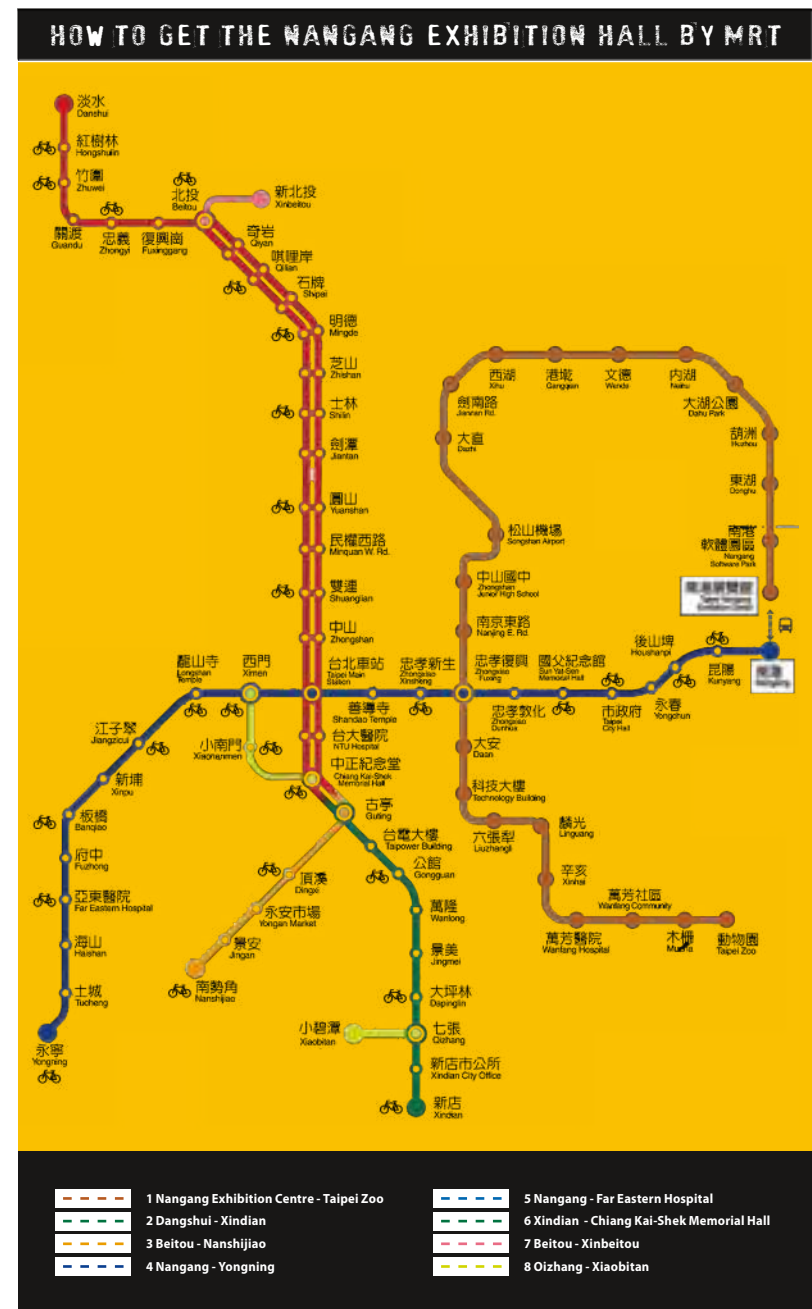 HOW TO GET THE NANGANG EXHIBITION HALL BY MRT
淡水
Danshui
紅樹林
Hongshulin
竹圍
Zhuwei
關渡
Guandu
忠義
Zhongyi
復興崗
Fuxinggang
北投
Beitou
新北投
Xinbeitou
奇岩
Qiyan
唭哩岸
Qilian
石牌
Shipai
明德
Mingde
芝山
Zhishan
士林
Shilin
劍潭
Jiantan
圓山
Yuanshan
民權西路
Minquan W. Rd.
雙連
Shuanglian
中山
Zhongshan
西湖
Xihu
港墘
Gangqian
文德
Wende
內湖
Neihu
大湖公園
Dahu Park
葫洲
Huzhou
東湖
Donghu
南港
軟體園區
Nangang
Software Park
南港展覽館
Taipei Nangang
Exhibition Center
劍南路
Jiannan Rd.
大直
Dazhi
松山機場
Songshan Airport
中山國中
Zhongshan
Junior High School
南京東路
Nanjing E. Rd.
龍山寺
Longshan
Temple
西門
Ximen
台北車站
Taipei Main
Station
善導寺
Shandao Temple
忠孝新生
Zhongxiao
Xinsheng
忠孝復興
Zhongxiao
Fuxing
忠孝敦化
Zhongxiao
Dunhua
國父紀念館
Sun Yat-Sen
Memorial Hall
市政府
Taipei
City Hall
永春
Yongchun
後山埤
Houshanpi
昆陽
Kunyang
南港
Nangang
江子翠
Jiangzicui
新埔
Xinpu
板橋
Banqiao
府中
Fuzhong
亞東醫院
Far Eastern Hospital
海山
Haishan
土城
Tucheng
永寧
Yongning
小南門
Xiaonanmen
台大醫院
NTU Hospital
中正紀念堂
Chiang Kai-Shek
Memorial Hall
古亭
Guting
台電大樓
Taipower Building
公館
Gongguan
萬隆
Wanlong
景美
Jingmei
大坪林
Dapinglin
七張
Qizhang
小碧潭
Xiaobitan
新店市公所
Xindian City Office
新店
Xindian
頂溪
Dingxi
永安市場
Yongan Market
景安
Jingan
南勢角
Nanshijiao
大安
Daan
科技大樓
Technology Building
六張犁
Liuzhangli
麟光
Linguang
辛亥
Xinhai
萬芳醫院
Wanfang Hospital
萬芳社區
Wanfang Community
木柵
Muzha
動物園
Taipei Zoo
1 Nangang Exhibition Centre - Taipei Zoo
2 Dangshui - Xindian
3 Beitou - Nanshijiao
4 Nangang - Yongning
5 Nangang - Far Eastern Hospital
6 Xindian - Chiang Kai-Shek Memorial Hall
7 Beitou - Xinbeitou
8 Oizhang - Xiaobitan